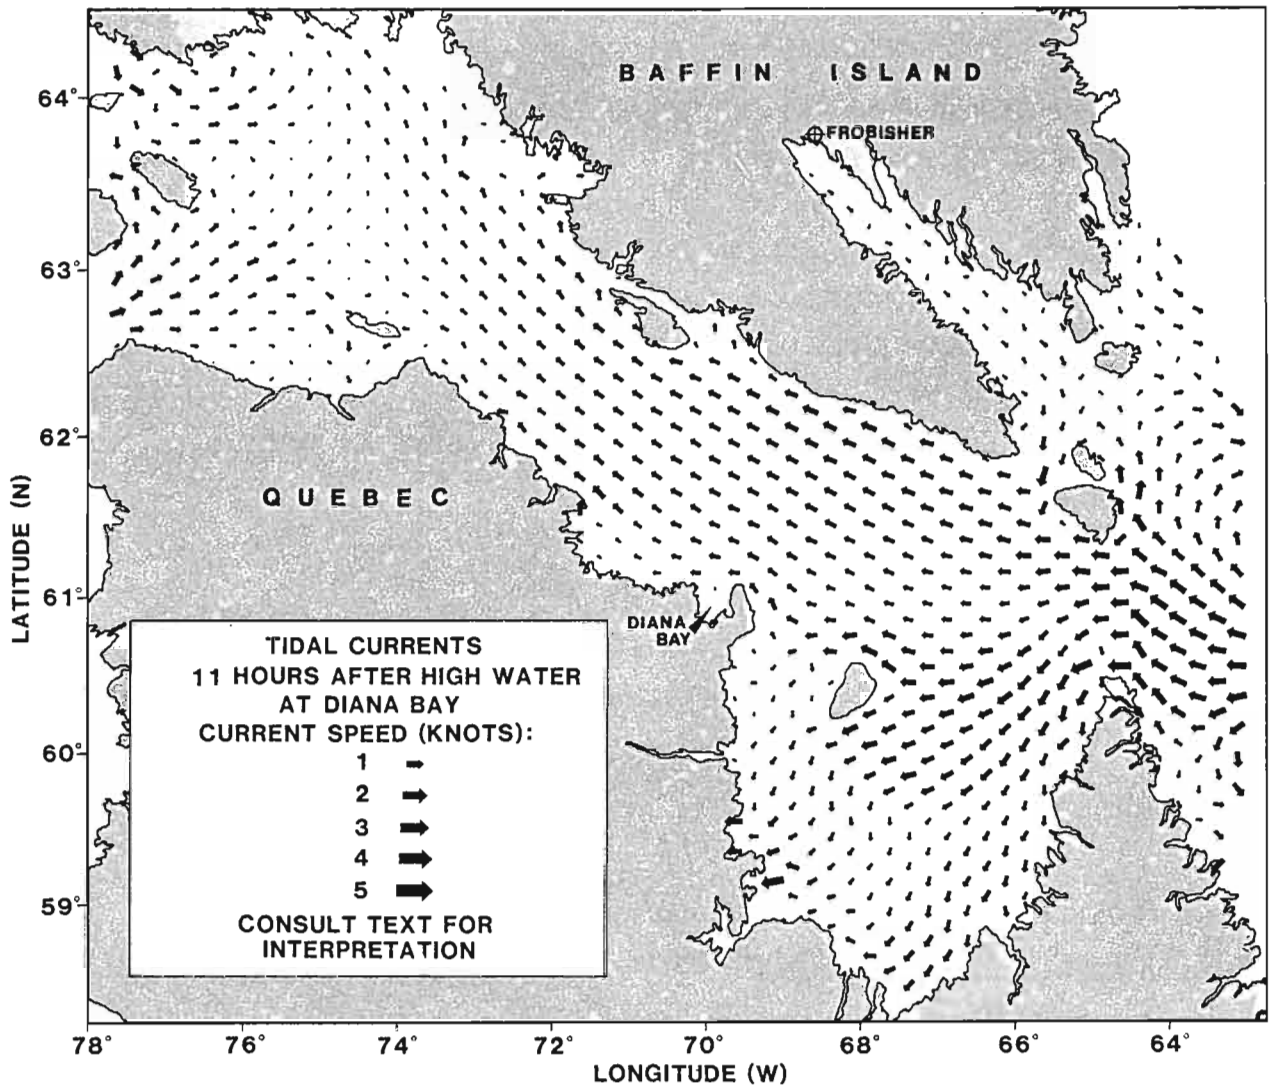 BAFFIN ISLAND
64°
FROBISHER
63°
62°
QUEBEC
LATITUDE (N)
61°
DIANA
BAY
TIDAL CURRENTS
11 HOURS AFTER HIGH WATER
AT DIANA BAY
CURRENT SPEED (KNOTS):
1
2
3
4
5
CONSULT TEXT FOR
INTERPRETATION
60°
59°
78° 76° 74° 72° 70° 68° 66° 64°
LONGITUDE (W)